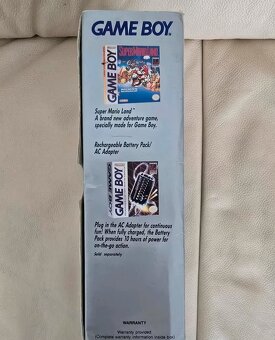 GAME BOY
GAME BOY
SUPER MARIO LAND
Super Mario Land™
A brand new adventure game,
specially made for Game Boy.
Rechargeable Battery Pack/
AC Adapter
GAME BOY
GAME BOY
Plug in the AC Adapter for continuous
fun! When fully charged, the Battery
Pack provides 10 hours of power for
on-the-go action.
Sold separately
WARRANTY
Warranty provided
(Complete warranty information inside box)